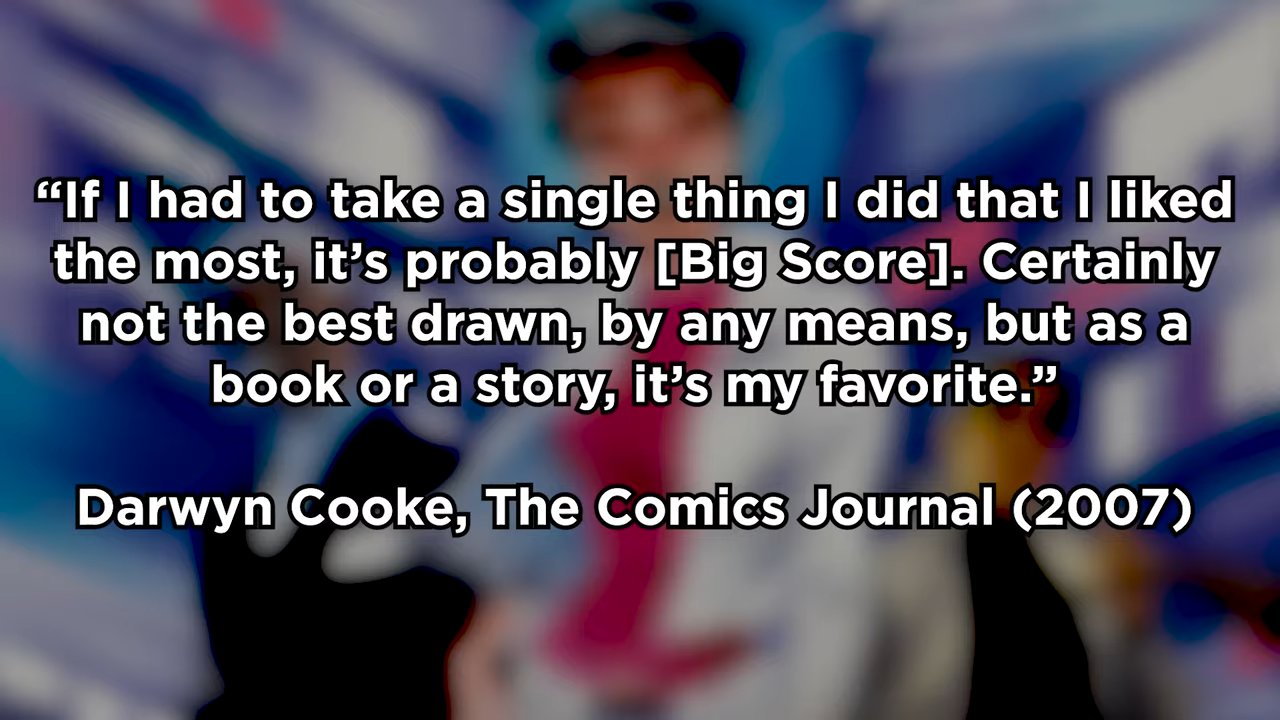 “If I had to take a single thing I did that I liked
the most, it’s probably [Big Score]. Certainly
not the best drawn, by any means, but as a
book or a story, it’s my favorite.”
Darwyn Cooke, The Comics Journal (2007)